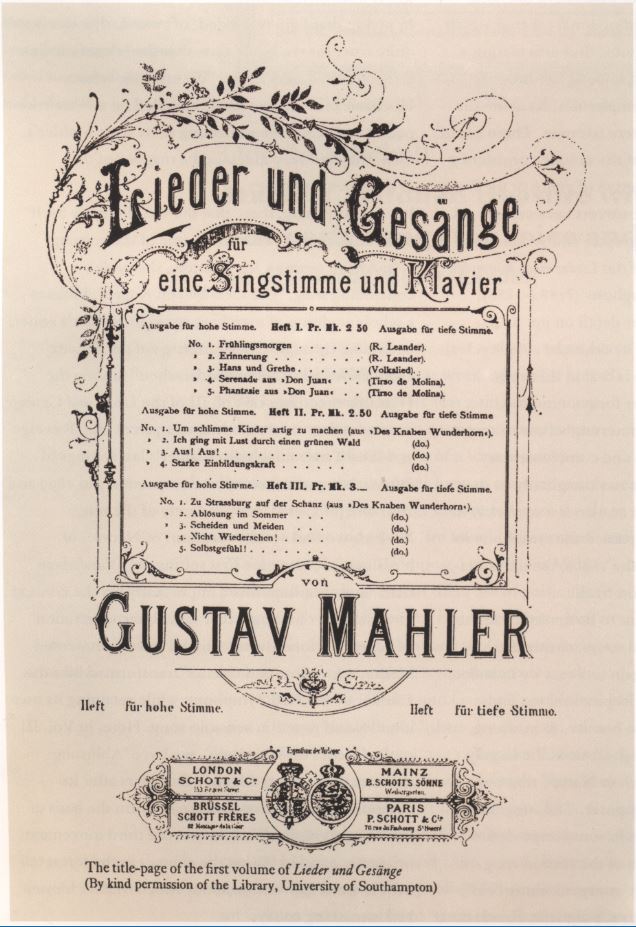 Lieder und Gesänge
für
eine Singstimme und Klavier
Ausgabe für hohe Stimme. Heft I. Pr. Mk. 2 50 Ausgabe für tiefe Stimme.
No. 1. Frühlingsmorgen . . . . . . (R. Leander).
» 2. Erinnerung . . . . . . . (R. Leander).
» 3. Hans und Grethe . . . . . . (Volkslied).
» 4. Serenade aus »Don Juan« . . . (Tirso de Molina).
» 5. Phantasie aus »Don Juan« . . . (Tirso de Molina).
Ausgabe für hohe Stimme. Heft II. Pr. Mk. 2.50 Ausgabe für tiefe Stimme
No. 1. Um schlimme Kinder artig zu machen (aus »Des Knaben Wunderhorn«).
» 2. Ich ging mit Lust durch einen grünen Wald (do.)
» 3. Aus! Aus! . . . . . . . . . (do.)
» 4. Starke Einbildungskraft . . . . . (do.)
Ausgabe für hohe Stimme. Heft III. Pr. Mk. 3.— Ausgabe für tiefe Stimme.
No. 1. Zu Strassburg auf der Schanz (aus »Des Knaben Wunderhorn«).
» 2. Ablösung im Sommer . . . . . (do.)
» 3. Scheiden und Meiden . . . . . (do.)
» 4. Nicht Wiedersehen! . . . . . (do.)
5. Selbstgefühl! . . . . . . . (do.)
von
GUSTAV MAHLER
Heft für hohe Stimme. Heft für tiefe Stimme.
Eigenthum der Verleger
LONDON
SCHOTT & Co.
BRÜSSEL
SCHOTT FRÈRES
MAINZ
B. SCHOTT'S SÖHNE
Weihergarten
PARIS
P. SCHOTT & Cie
The title-page of the first volume of Lieder und Gesänge
(By kind permission of the Library, University of Southampton)